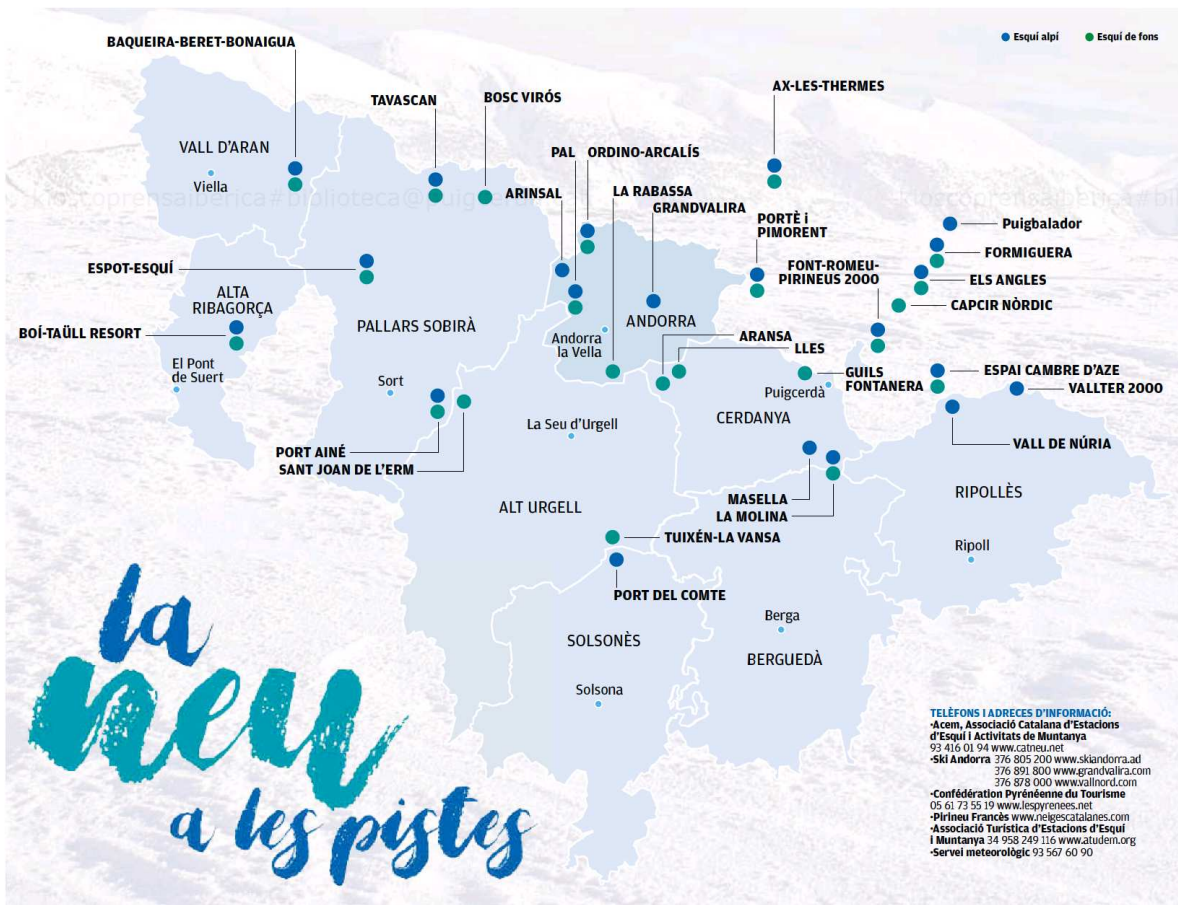 Esquí alpí
Esquí de fons
BAQUEIRA-BERET-BONAIGUA
TAVASCAN
BOSC VIRÓS
AX-LES-THERMES
VALL D'ARAN
Viella
PAL
ORDINO-ARCALÍS
ARINSAL
LA RABASSA
GRANDVALIRA
PORTÈ i
PIMORENT
Puigbalador
FORMIGUERA
FONT-ROMEU-
PIRINEUS 2000
ELS ANGLES
CAPCIR NÒRDIC
ESPOT-ESQUÍ
ALTA
RIBAGORÇA
BOÍ-TAÜLL RESORT
PALLARS SOBIRÀ
ANDORRA
Andorra
la Vella
ARANSA
LLES
El Pont
de Suert
Sort
GUILS
FONTANERA
Puigcerdà
ESPAI CAMBRE D'AZE
VALLTER 2000
CERDANYA
La Seu d'Urgell
VALL DE NÚRIA
PORT AINÉ
SANT JOAN DE L'ERM
MASELLA
LA MOLINA
RIPOLLÈS
ALT URGELL
TUIXÉN-LA VANSA
Ripoll
PORT DEL COMTE
Berga
SOLSONÈS
BERGUEDÀ
Solsona
la
neu
a les pistes
TELÈFONS I ADRECES D'INFORMACIÓ:
•Acem, Associació Catalana d'Estacions
d'Esquí i Activitats de Muntanya
93 416 01 94 www.catneu.net
•Ski Andorra 376 805 200 www.skiandorra.ad
376 891 800 www.grandvalira.com
376 878 000 www.vallnord.com
•Confédération Pyrénéenne du Tourisme
05 61 73 55 19 www.lespyrenees.net
•Pirineu Francès www.neigescatalanes.com
•Associació Turística d'Estacions d'Esquí
i Muntanya 34 958 249 116 www.atudem.org
•Servei meteorològic 93 567 60 90